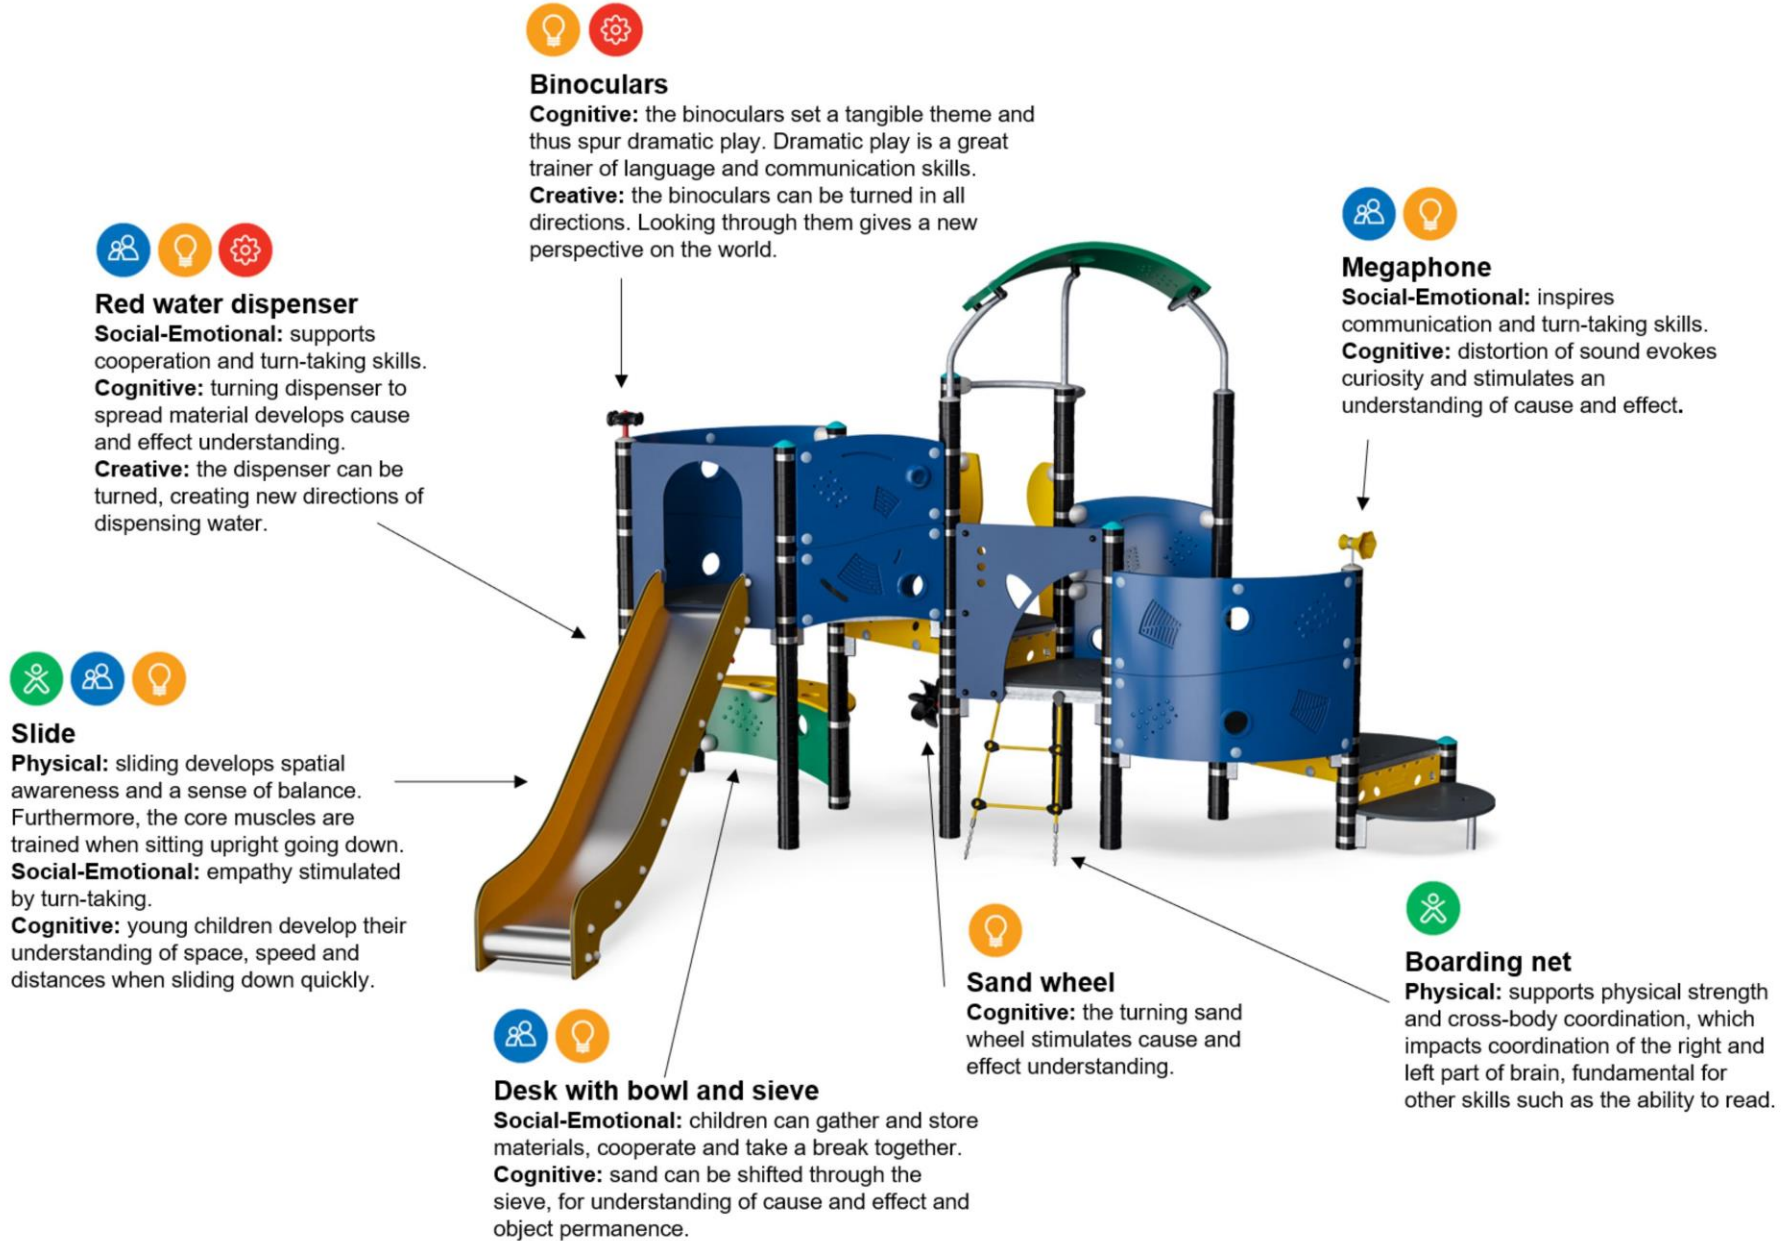 Binoculars
Cognitive: the binoculars set a tangible theme and
thus spur dramatic play. Dramatic play is a great
trainer of language and communication skills.
Creative: the binoculars can be turned in all
directions. Looking through them gives a new
perspective on the world.
Megaphone
Social-Emotional: inspires
communication and turn-taking skills.
Cognitive: distortion of sound evokes
curiosity and stimulates an
understanding of cause and effect.
Red water dispenser
Social-Emotional: supports
cooperation and turn-taking skills.
Cognitive: turning dispenser to
spread material develops cause
and effect understanding.
Creative: the dispenser can be
turned, creating new directions of
dispensing water.
Slide
Physical: sliding develops spatial
awareness and a sense of balance.
Furthermore, the core muscles are
trained when sitting upright going down.
Social-Emotional: empathy stimulated
by turn-taking.
Cognitive: young children develop their
understanding of space, speed and
distances when sliding down quickly.
Desk with bowl and sieve
Social-Emotional: children can gather and store
materials, cooperate and take a break together.
Cognitive: sand can be shifted through the
sieve, for understanding of cause and effect and
object permanence.
Sand wheel
Cognitive: the turning sand
wheel stimulates cause and
effect understanding.
Boarding net
Physical: supports physical strength
and cross-body coordination, which
impacts coordination of the right and
left part of brain, fundamental for
other skills such as the ability to read.